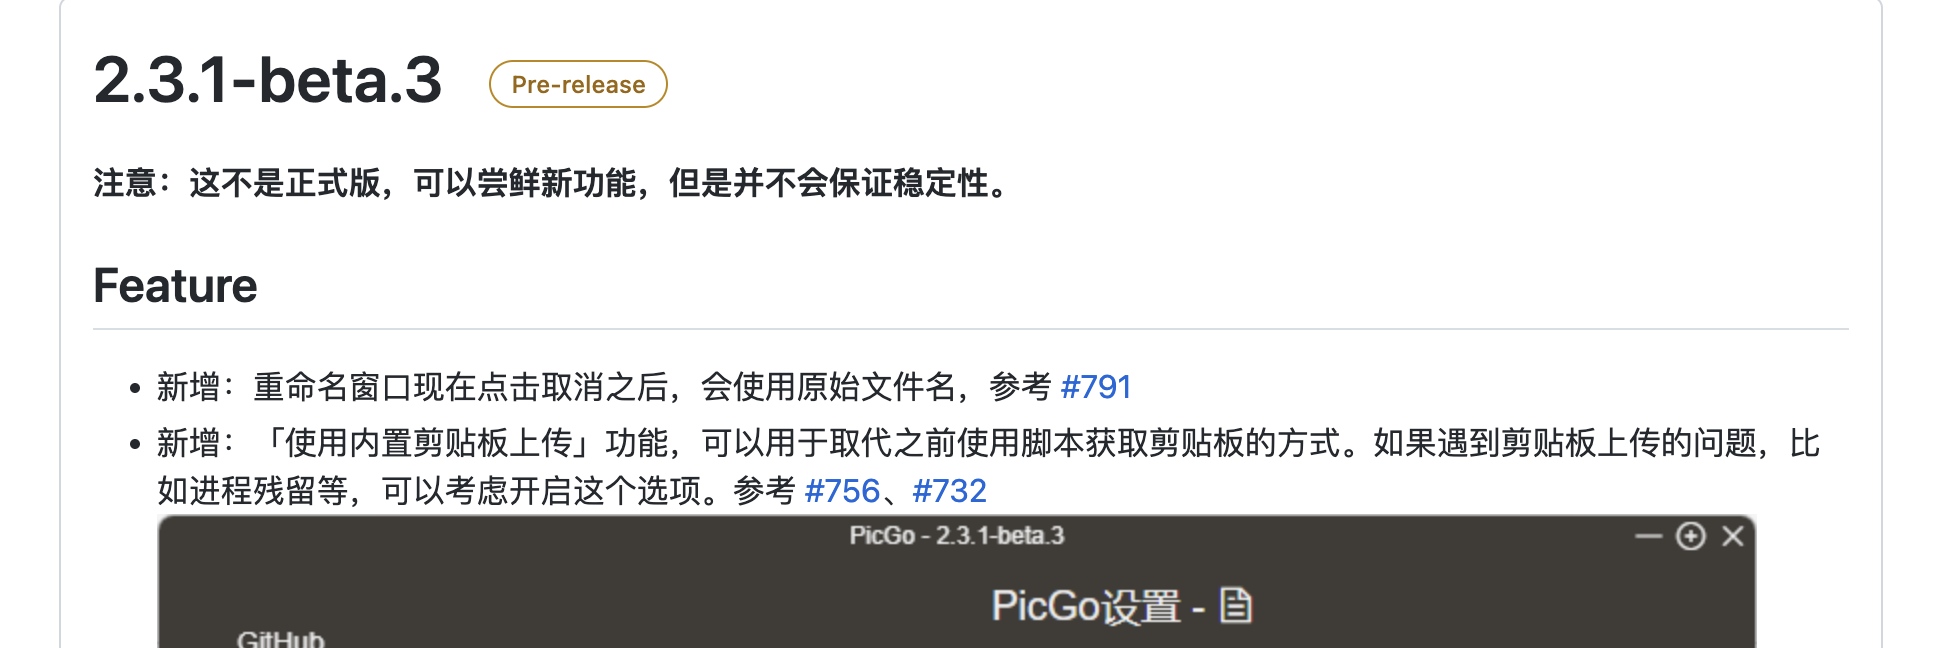 2.3.1-beta.3 Pre-release
注意：这不是正式版，可以尝鲜新功能，但是并不会保证稳定性。
Feature
新增：重命名窗口现在点击取消之后，会使用原始文件名，参考 #791
新增：「使用内置剪贴板上传」功能，可以用于取代之前使用脚本获取剪贴板的方式。如果遇到剪贴板上传的问题，比
如进程残留等，可以考虑开启这个选项。参考 #756、#732
PicGo - 2.3.1-beta.3
PicGo设置 -
GitHub